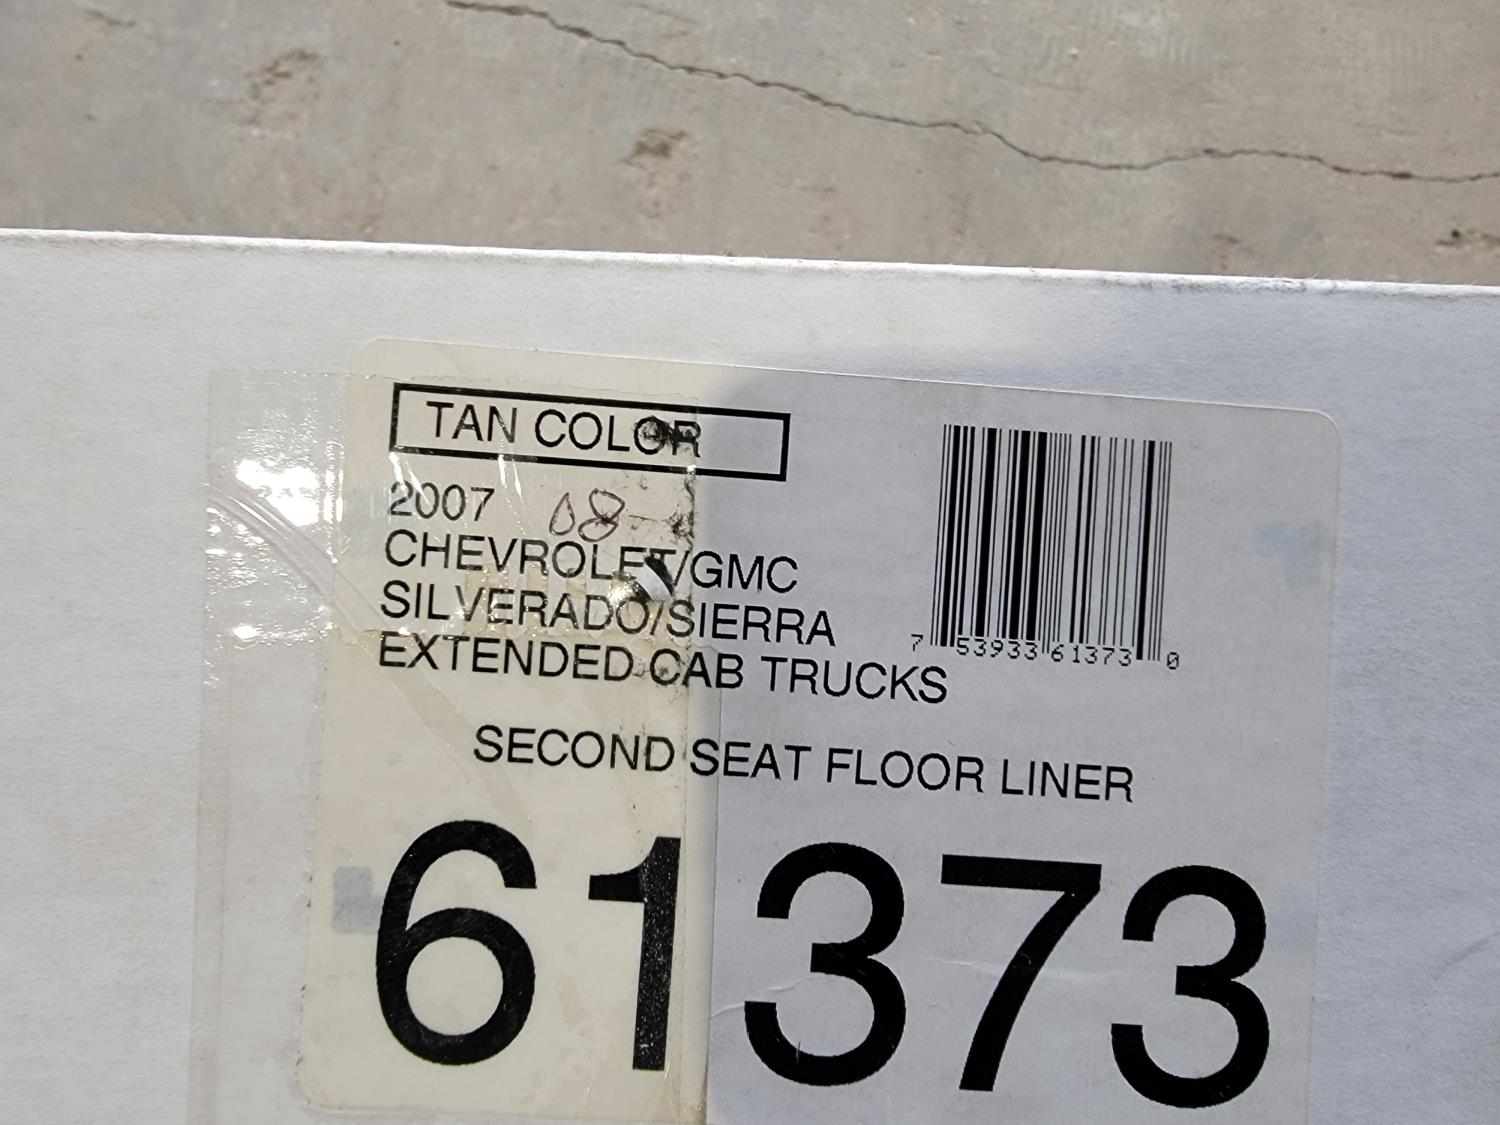 TAN COLOR
2007 08
CHEVROLET/GMC
SILVERADO/SIERRA
EXTENDED CAB TRUCKS
7 53933 61373 0
SECOND SEAT FLOOR LINER
61373